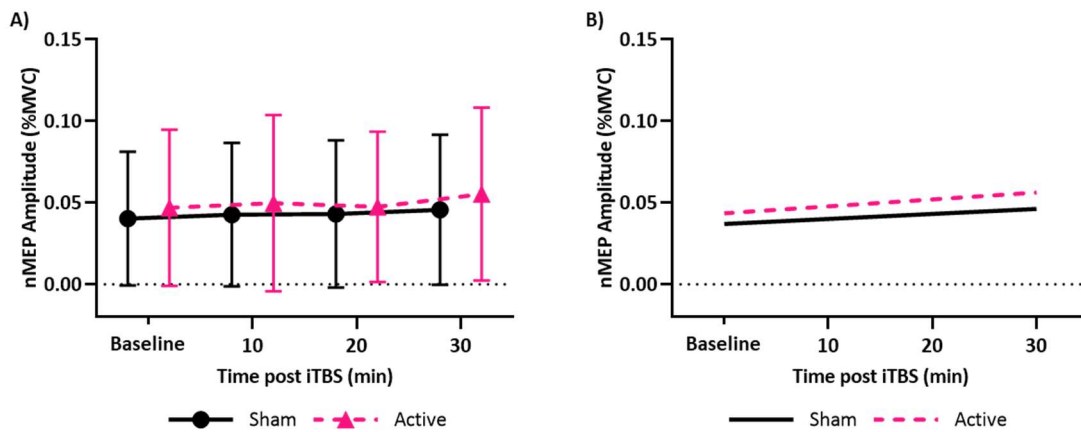 A)
0.15
0.10
0.05
0.00
nMEP Amplitude (%MVC)
Baseline 10 20 30
Time post iTBS (min)
Sham Active
B)
0.15
0.10
0.05
0.00
nMEP Amplitude (%MVC)
Baseline 10 20 30
Time post iTBS (min)
Sham Active